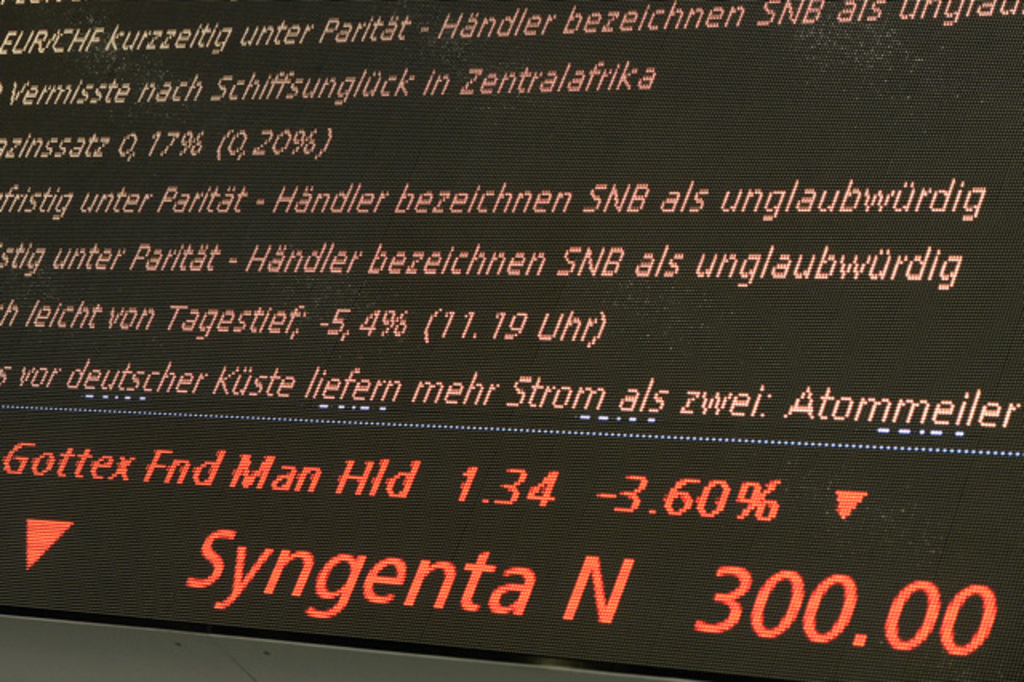 EUR/CHF kurzzeitig unter Parität - Händler bezeichnen SNB als
Vermisste nach Schiffsunglück in Zentralafrika
azinssatz 0,17% (0,20%)
fristig unter Parität - Händler bezeichnen SNB als unglaubwürdig
stig unter Parität - Händler bezeichnen SNB als unglaubwürdig
h leicht von Tagestief; -5,4% (11.19 Uhr)
s vor deutscher Küste liefern mehr Strom als zwei: Atommeiler
Gottex Fnd Man Hld 1.34 -3.60% ▼
▼ Syngenta N 300.00